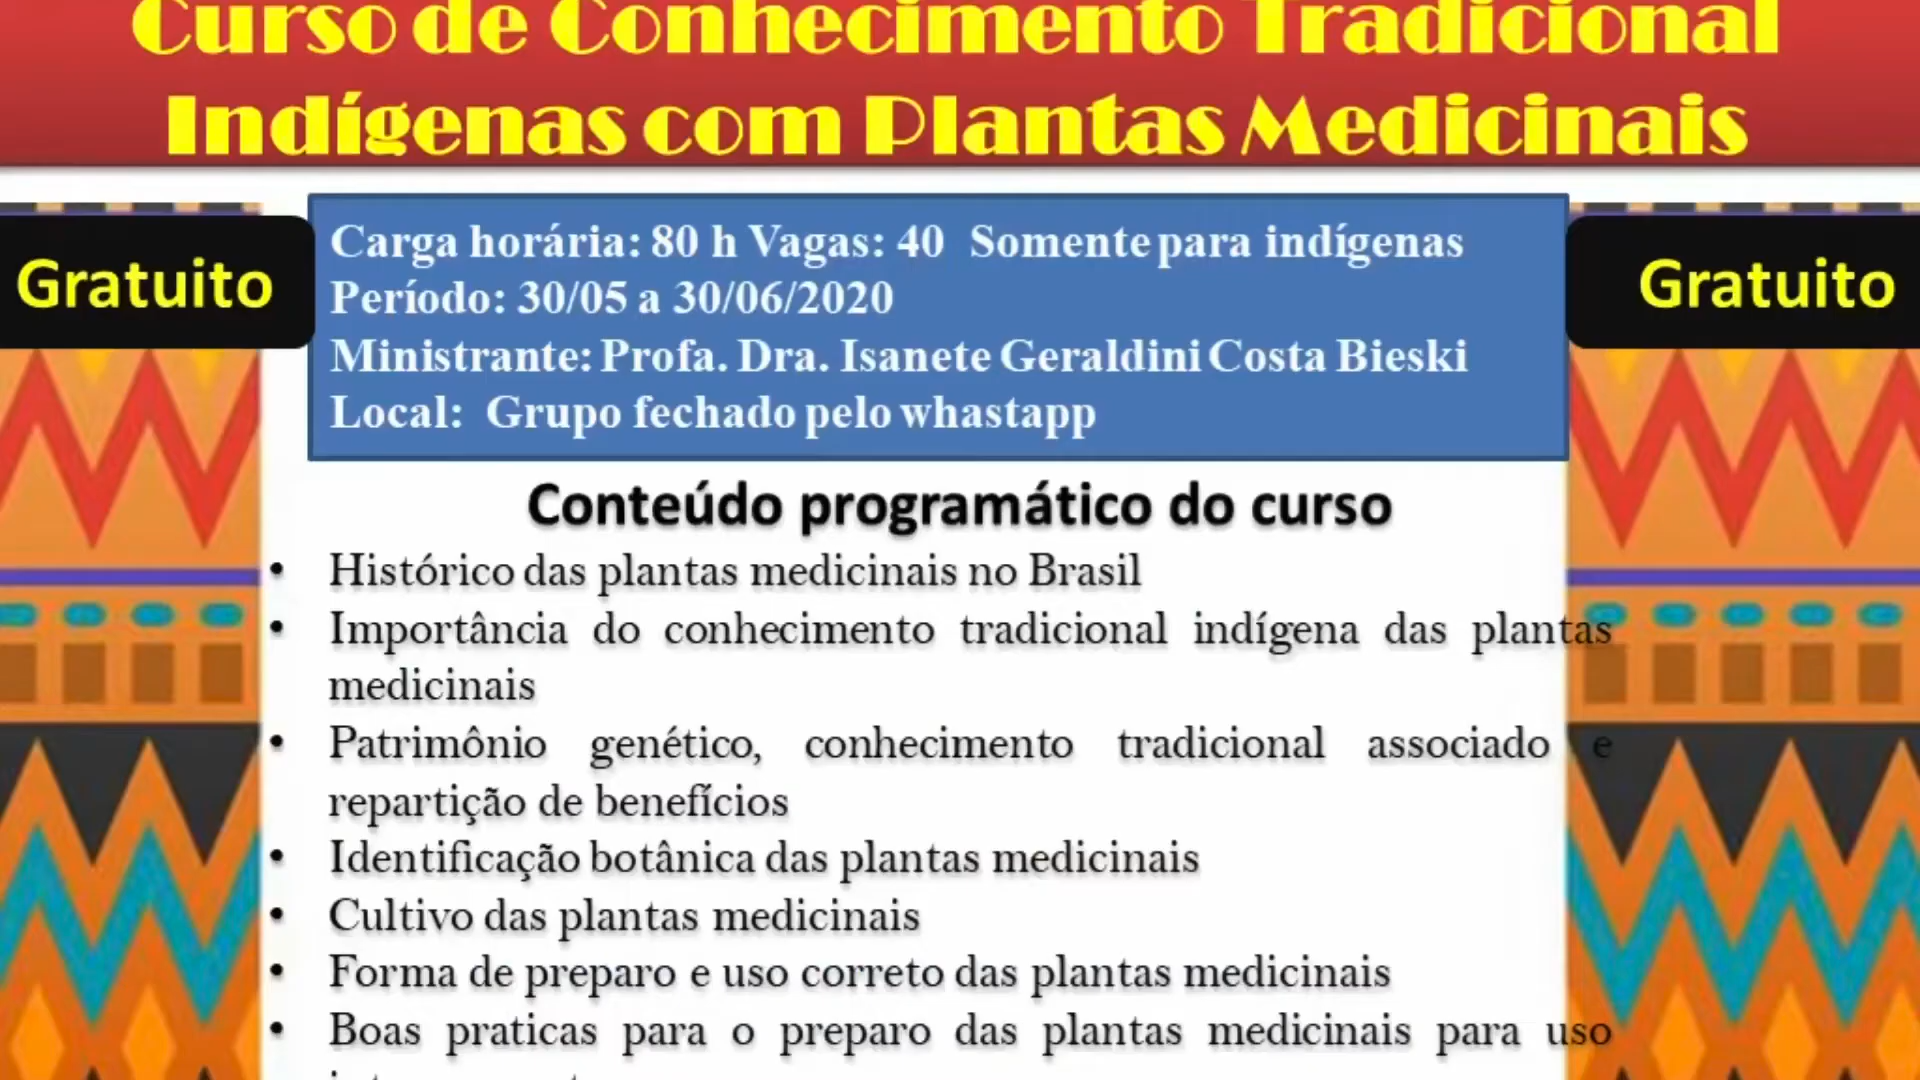 Curso de Conhecimento Tradicional
Indígenas com Plantas Medicinais
Gratuito
Carga horária: 80 h Vagas: 40 Somente para indígenas
Período: 30/05 a 30/06/2020
Ministrante: Profa. Dra. Isanete Geraldini Costa Bieski
Local: Grupo fechado pelo whastapp
Gratuito
Conteúdo programático do curso
• Histórico das plantas medicinais no Brasil
• Importância do conhecimento tradicional indígena das plantas
medicinais
• Patrimônio genético, conhecimento tradicional associado e
repartição de benefícios
• Identificação botânica das plantas medicinais
• Cultivo das plantas medicinais
• Forma de preparo e uso correto das plantas medicinais
• Boas praticas para o preparo das plantas medicinais para uso